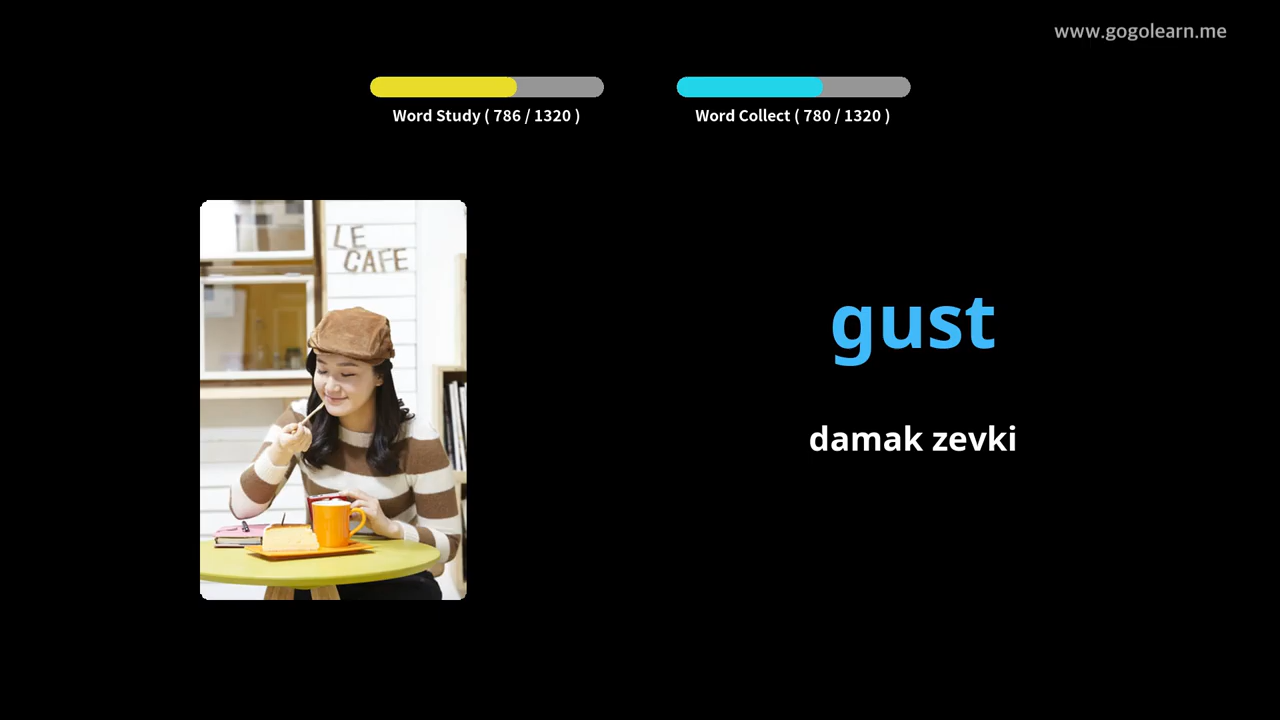 www.gogolearn.me
Word Study ( 786 / 1320 )
Word Collect ( 780 / 1320 )
LE
CAFE
gust
damak zevki